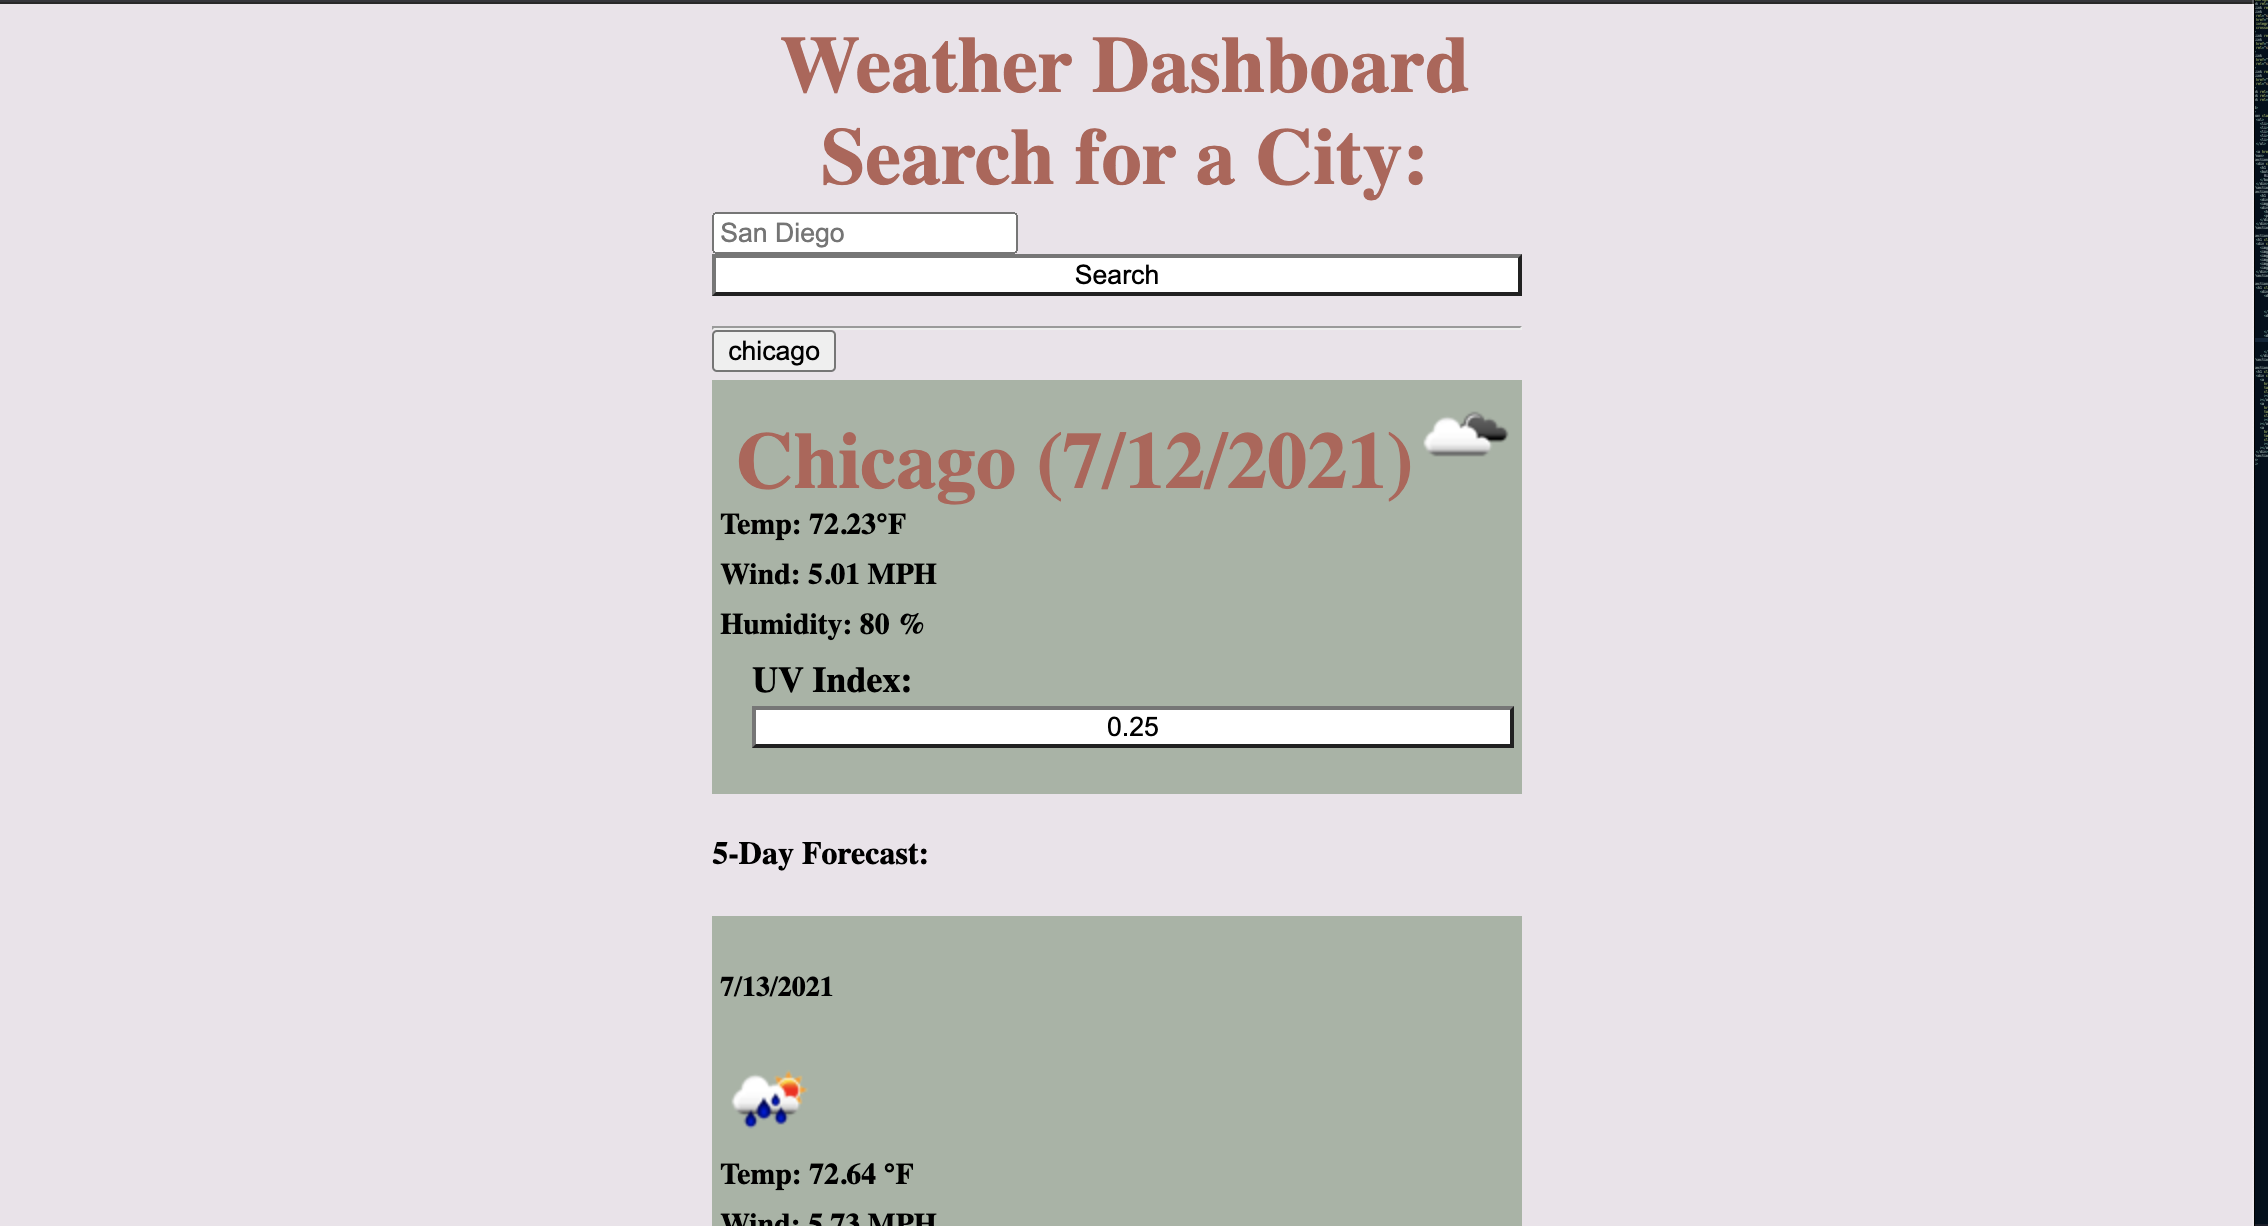 Weather Dashboard
Search for a City:
San Diego
Search
chicago
Chicago (7/12/2021)
Temp: 72.23°F
Wind: 5.01 MPH
Humidity: 80 %
UV Index:
0.25
5-Day Forecast:
7/13/2021
Temp: 72.64 °F
Wind: 5.73 MPH